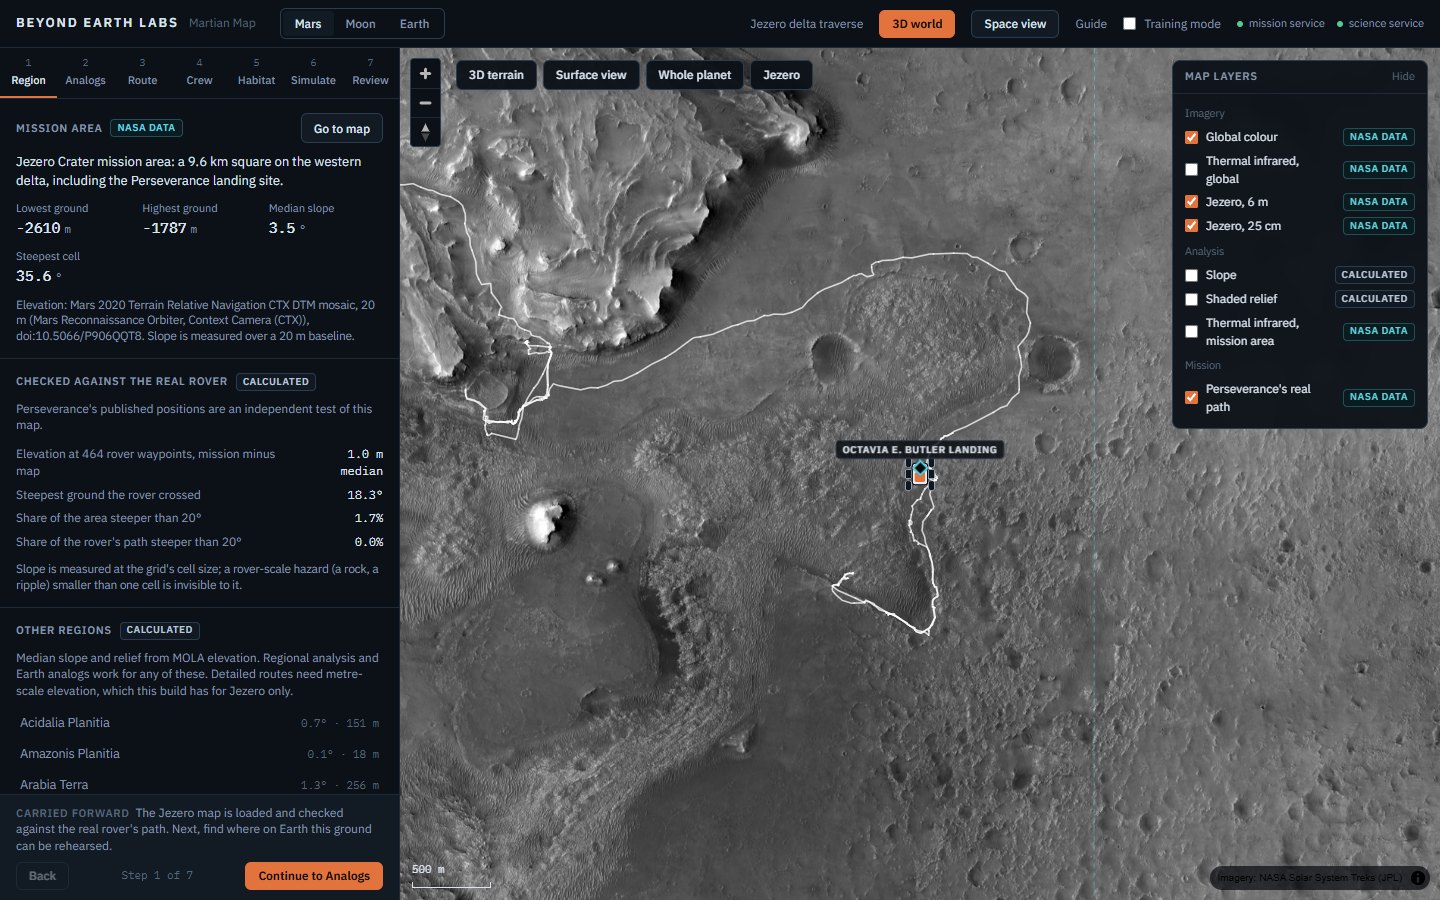 BEYOND EARTH LABS Martian Map
Mars Moon Earth
Jezero delta traverse 3D world Space view Guide Training mode mission service science service
1 2 3 4 5 6 7
Region Analogs Route Crew Habitat Simulate Review
MISSION AREA NASA DATA Go to map
Jezero Crater mission area: a 9.6 km square on the western
delta, including the Perseverance landing site.
Lowest ground Highest ground Median slope
-2610 m -1787 m 3.5 °
Steepest cell
35.6 °
Elevation: Mars 2020 Terrain Relative Navigation CTX DTM mosaic, 20
m (Mars Reconnaissance Orbiter, Context Camera (CTX)),
doi:10.5066/P906QQT8. Slope is measured over a 20 m baseline.
CHECKED AGAINST THE REAL ROVER CALCULATED
Perseverance's published positions are an independent test of this
map.
Elevation at 464 rover waypoints, mission minus 1.0 m
map median
Steepest ground the rover crossed 18.3°
Share of the area steeper than 20° 1.7%
Share of the rover's path steeper than 20° 0.0%
Slope is measured at the grid's cell size; a rover-scale hazard (a rock, a
ripple) smaller than one cell is invisible to it.
OTHER REGIONS CALCULATED
Median slope and relief from MOLA elevation. Regional analysis and
Earth analogs work for any of these. Detailed routes need metre-
scale elevation, which this build has for Jezero only.
Acidalia Planitia 0.7° · 151 m
Amazonis Planitia 0.1° · 18 m
Arabia Terra 1.3° · 256 m
CARRIED FORWARD The Jezero map is loaded and checked
against the real rover's path. Next, find where on Earth this ground
can be rehearsed.
Back Step 1 of 7 Continue to Analogs
3D terrain Surface view Whole planet Jezero
OCTAVIA E. BUTLER LANDING
500 m
MAP LAYERS Hide
Imagery
Global colour NASA DATA
Thermal infrared,
global NASA DATA
Jezero, 6 m NASA DATA
Jezero, 25 cm NASA DATA
Analysis
Slope CALCULATED
Shaded relief CALCULATED
Thermal infrared,
mission area NASA DATA
Mission
Perseverance's real
path NASA DATA
Imagery: NASA Solar System Treks (JPL)